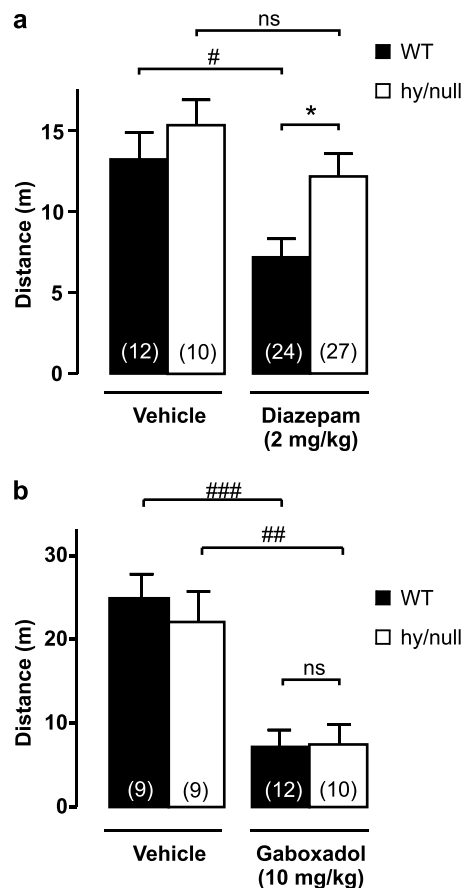 a
ns
WT
#
hy/null
*
15
10
5
0
Distance (m)
(12)
(10)
(24)
(27)
Vehicle
Diazepam
(2 mg/kg)
b
###
##
30
20
10
0
Distance (m)
WT
hy/null
ns
(9)
(9)
(12)
(10)
Vehicle
Gaboxadol
(10 mg/kg)